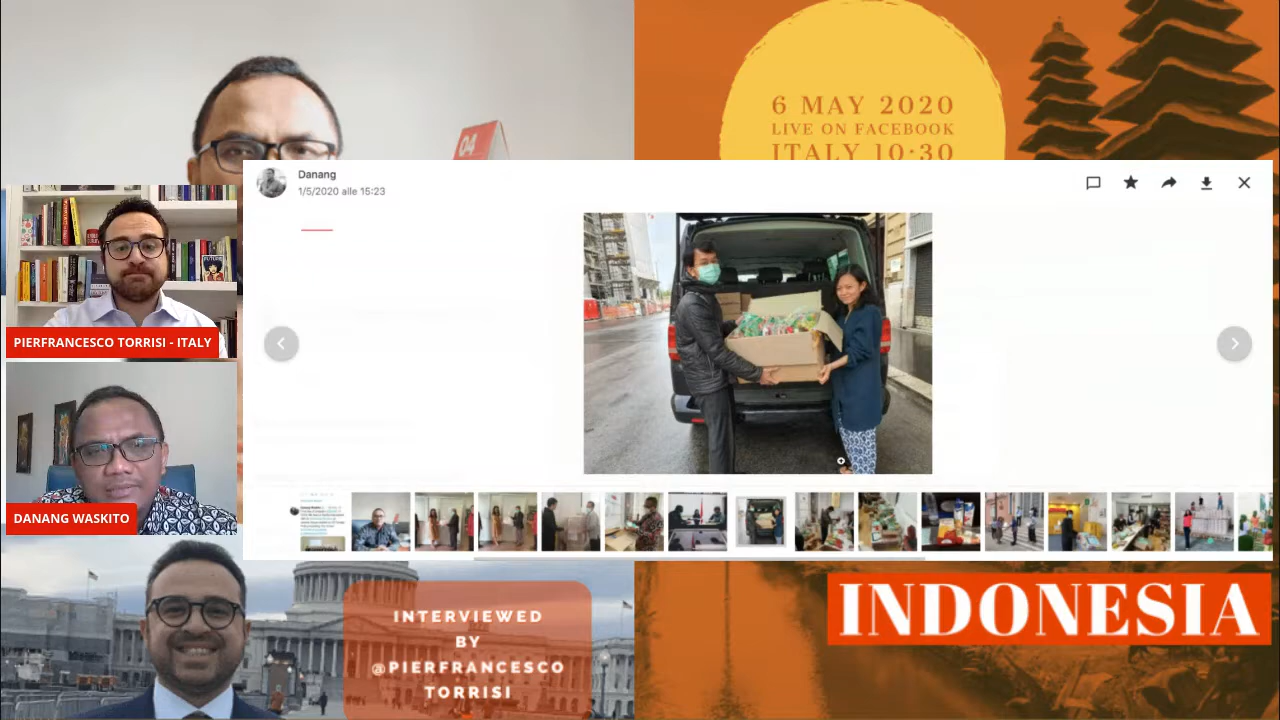 6 MAY 2020
LIVE ON FACEBOOK
ITALY 10:30
04
Danang
1/5/2020 alle 15:23
PIERFRANCESCO TORRISI - ITALY
DANANG WASKITO
INTERVIEWED
BY
@PIERFRANCESCO
TORRISI
INDONESIA